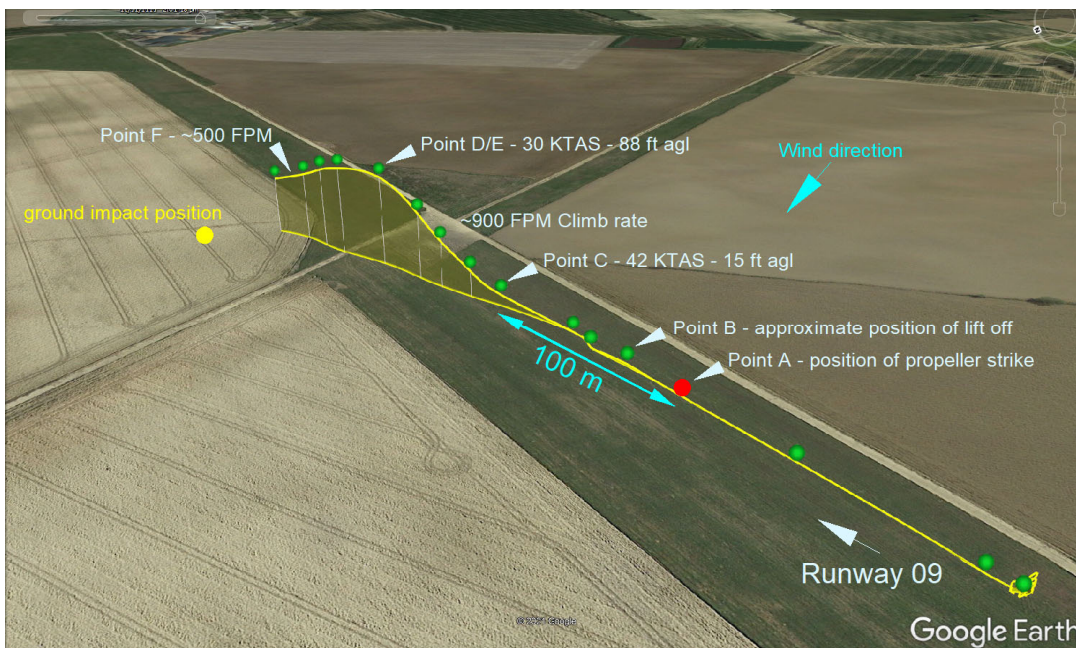 Point F - ~500 FPM
Point D/E - 30 KTAS - 88 ft agl
Wind direction
ground impact position
~900 FPM Climb rate
Point C - 42 KTAS - 15 ft agl
Point B - approximate position of lift off
Point A - position of propeller strike
100 m
Runway 09
Google Earth